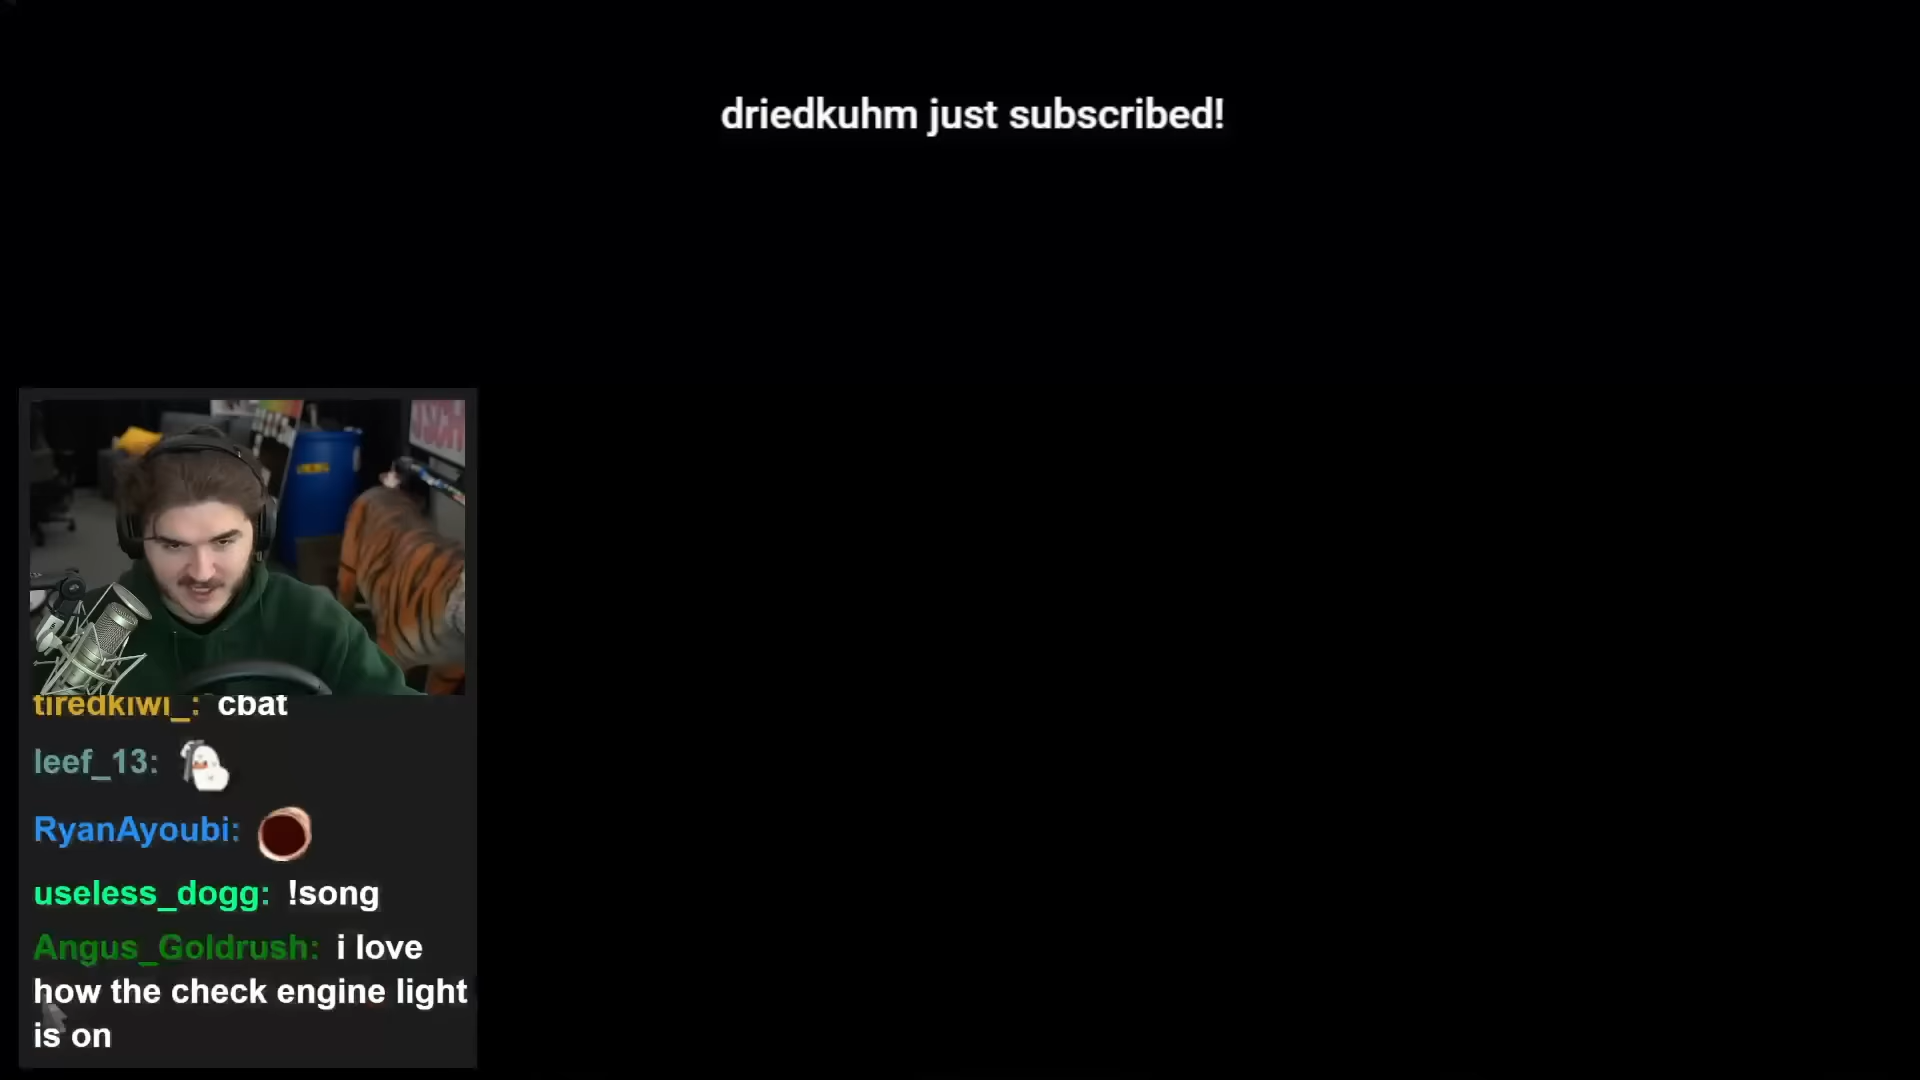 driedkuhm just subscribed!
tiredkiwi_: cbat
leef_13:
RyanAyoubi:
useless_dogg: !song
Angus_Goldrush: i love
how the check engine light
is on